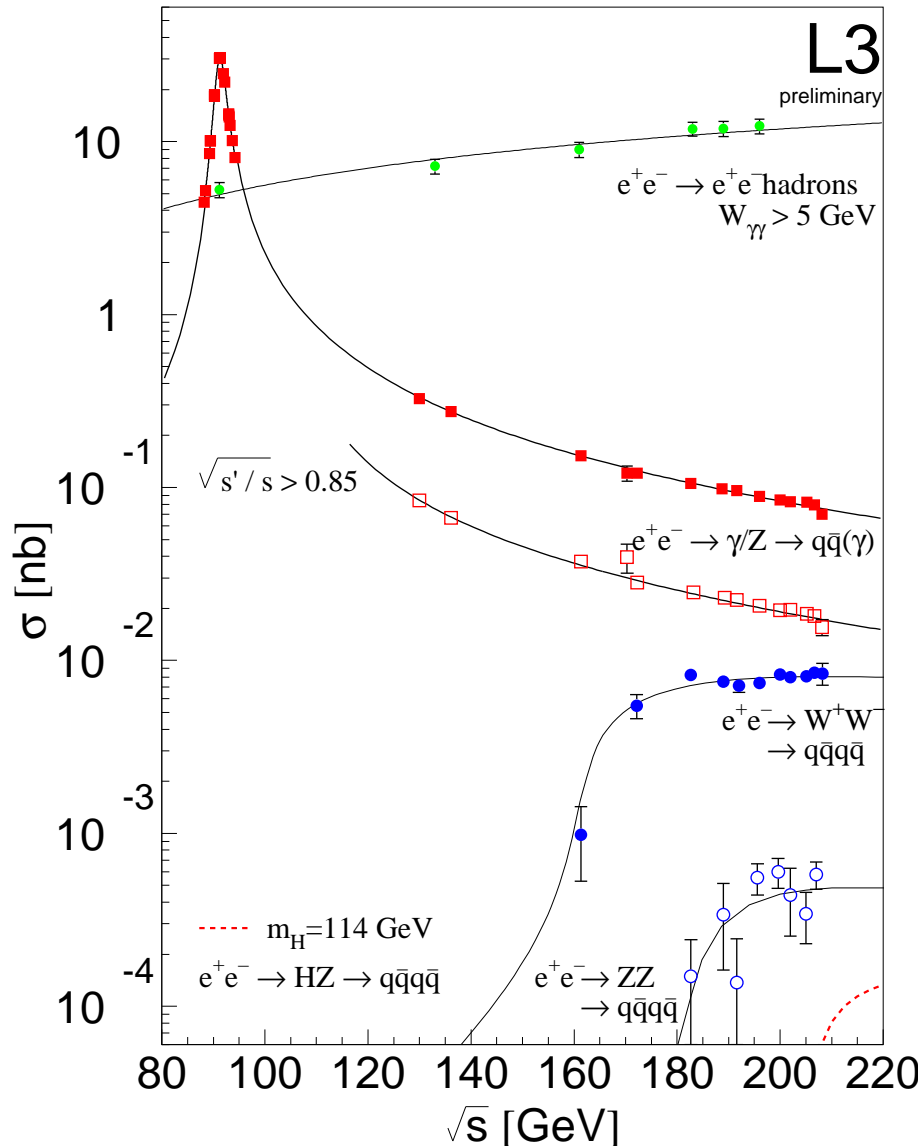 L3
preliminary
10
e⁺e⁻ → e⁺e⁻hadrons
W_γγ > 5 GeV
1
√s'/s > 0.85
10⁻¹
e⁺e⁻ → γ/Z → qq̄(γ)
10⁻²
e⁺e⁻ → W⁺W⁻
→ qq̄qq̄
10⁻³
m_H=114 GeV
e⁺e⁻ → HZ → qq̄qq̄
e⁺e⁻ → ZZ
→ qq̄qq̄
10⁻⁴
σ [nb]
80 100 120 140 160 180 200 220
√s [GeV]